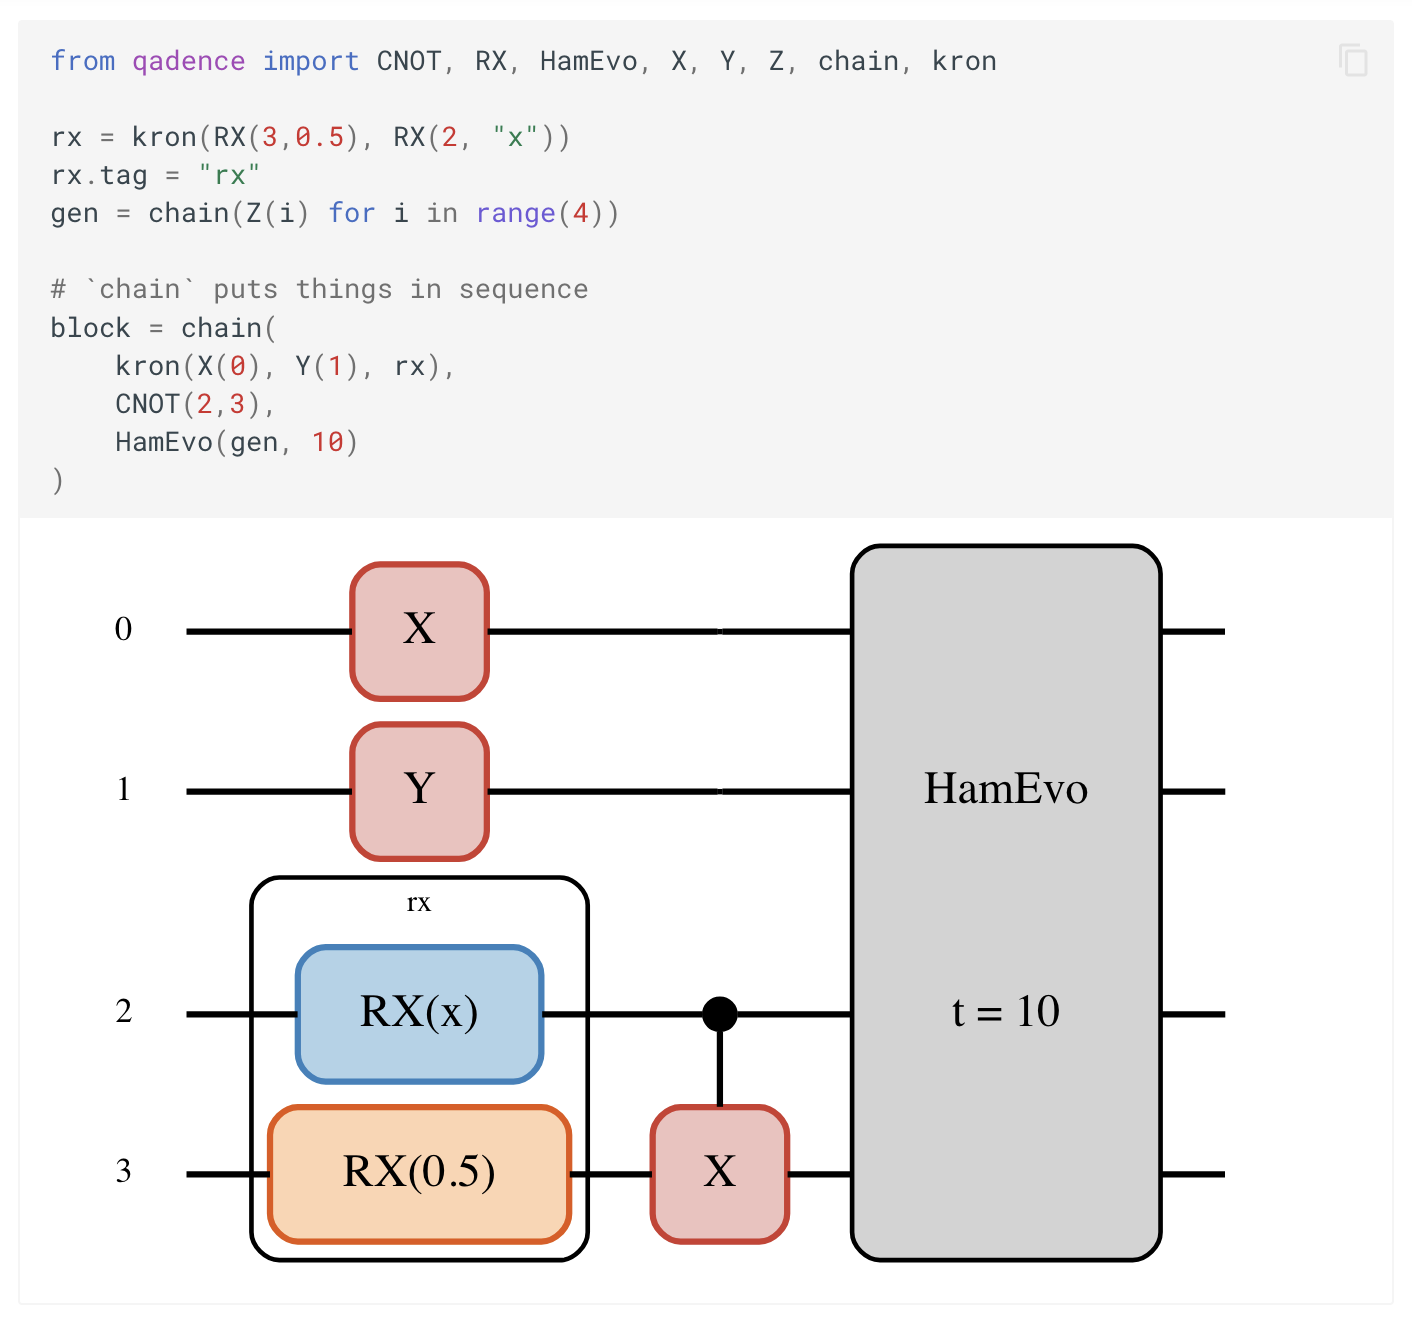 from qadence import CNOT, RX, HamEvo, X, Y, Z, chain, kron
rx = kron(RX(3,0.5), RX(2, "x"))
rx.tag = "rx"
gen = chain(Z(i) for i in range(4))
# `chain` puts things in sequence
block = chain(
    kron(X(0), Y(1), rx),
    CNOT(2,3),
    HamEvo(gen, 10)
)
0
X
1
Y
HamEvo
rx
2
RX(x)
t = 10
3
RX(0.5)
X